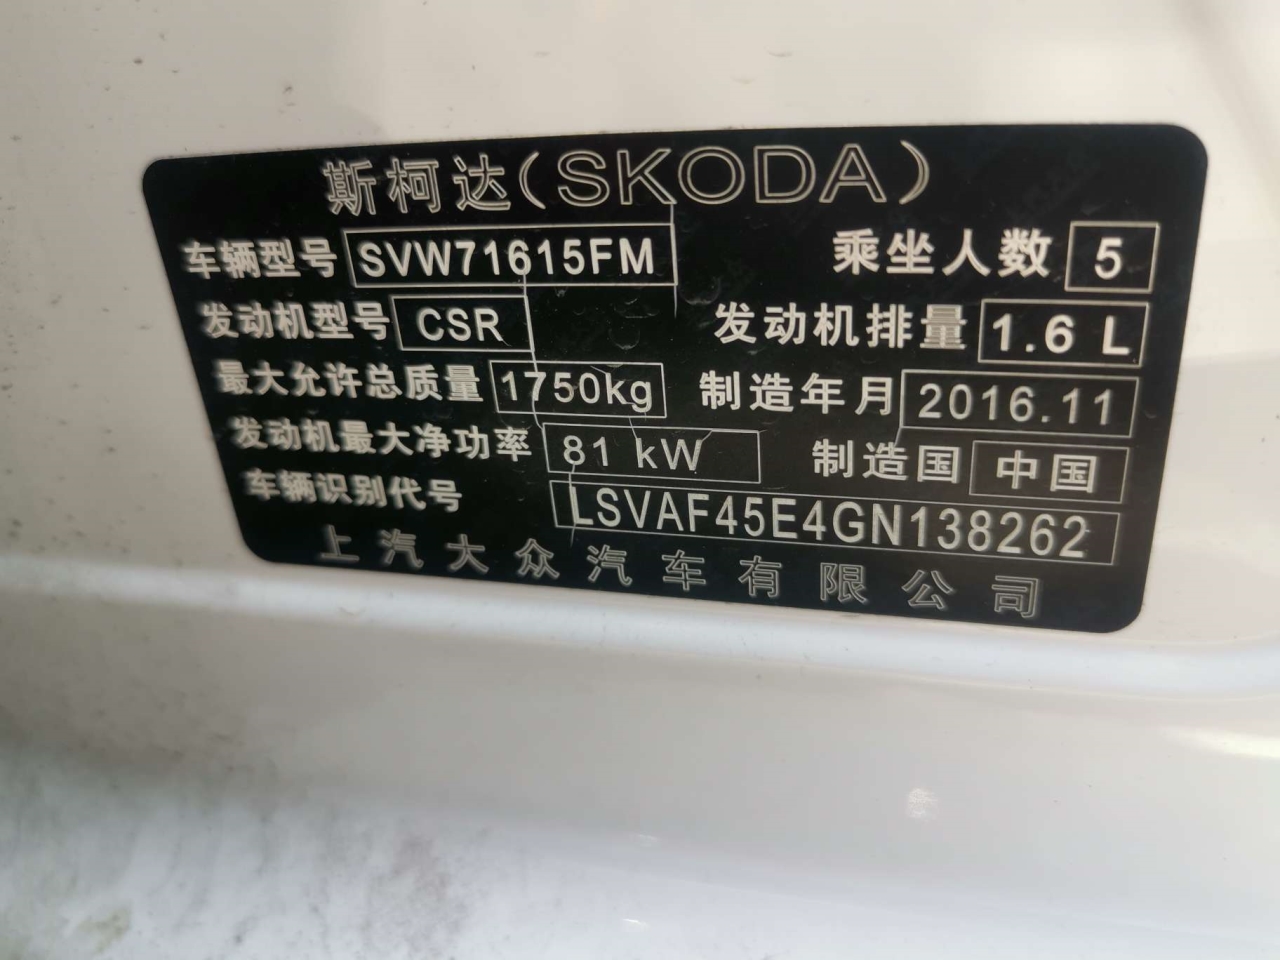 斯柯达(SKODA)
车辆型号 SVW71615FM 乘坐人数 5
发动机型号 CSR 发动机排量 1.6 L
最大允许总质量 1750kg 制造年月 2016.11
发动机最大净功率 81 kW 制造国 中国
车辆识别代号 LSVAF45E4GN138262
上汽大众汽车有限公司